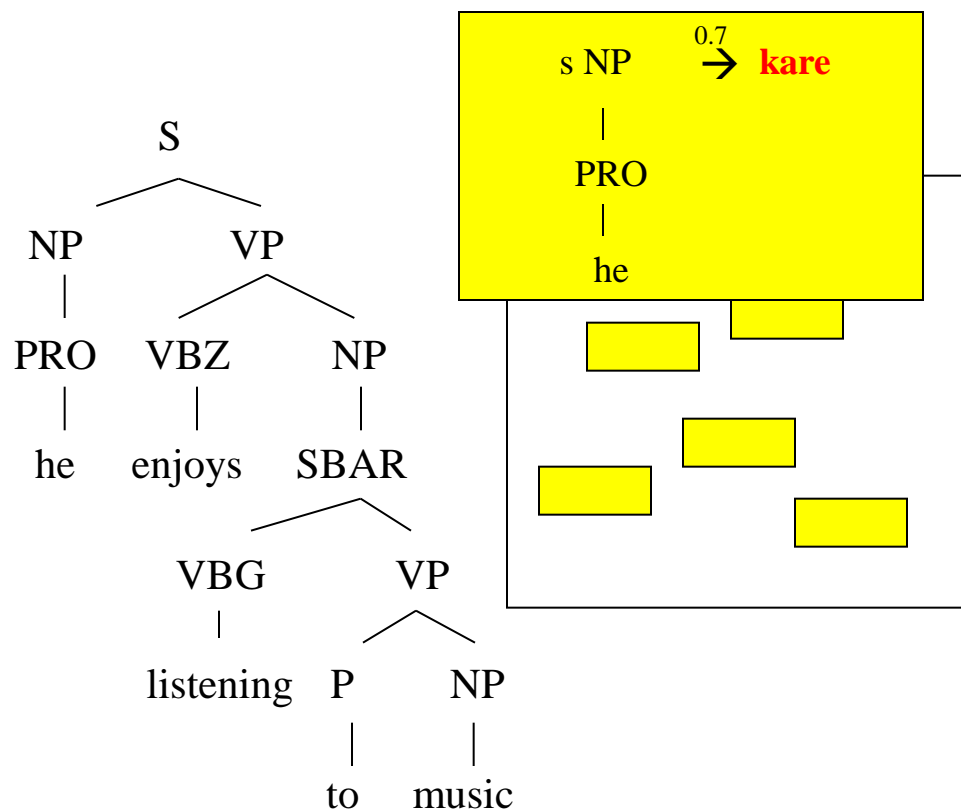 0.7
s NP → kare
PRO
he
S
NP VP
PRO VBZ NP
he enjoys SBAR
VBG VP
listening P NP
to music